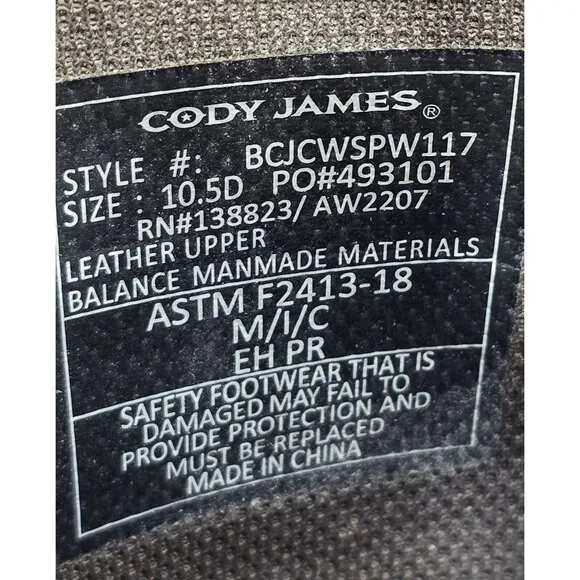 CODY JAMES®
STYLE #: BCJCWSPW117
SIZE : 10.5D PO#493101
RN#138823/ AW2207
LEATHER UPPER
BALANCE MANMADE MATERIALS
ASTM F2413-18
M/I/C
EH PR
SAFETY FOOTWEAR THAT IS
DAMAGED MAY FAIL TO
PROVIDE PROTECTION AND
MUST BE REPLACED
MADE IN CHINA